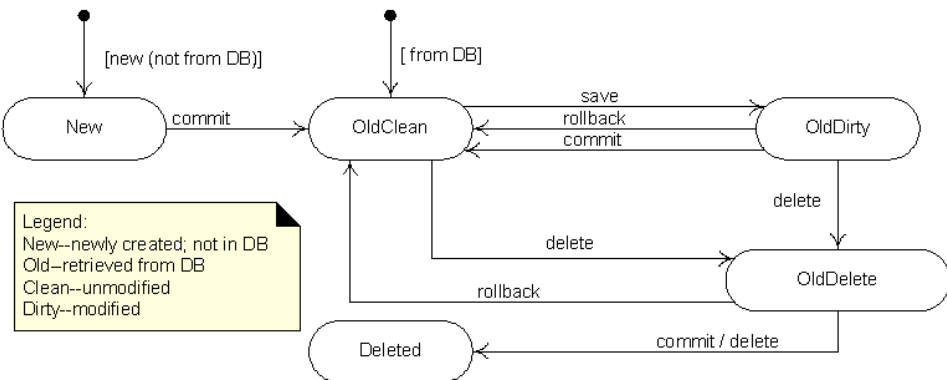 [new (not from DB)]
[ from DB]
New
commit
OldClean
save
rollback
commit
OldDirty
delete
delete
rollback
OldDelete
commit / delete
Deleted
Legend:
New--newly created; not in DB
Old--retrieved from DB
Clean--unmodified
Dirty--modified